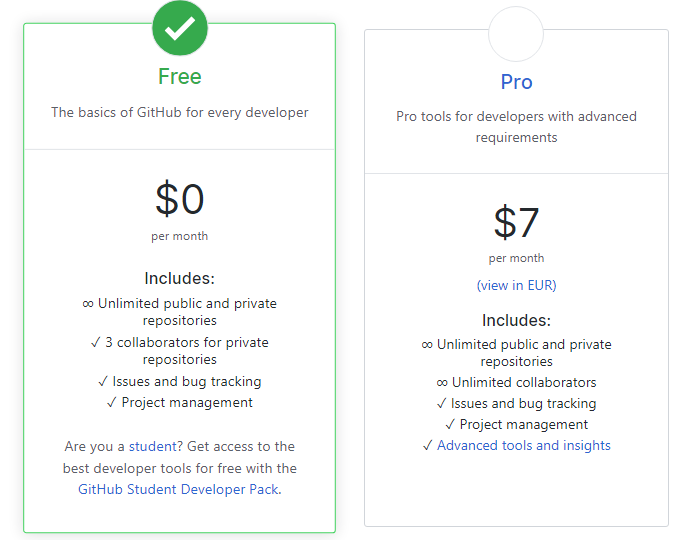 Free
The basics of GitHub for every developer
$0
per month
Includes:
∞ Unlimited public and private
repositories
✓ 3 collaborators for private
repositories
✓ Issues and bug tracking
✓ Project management
Are you a student? Get access to the
best developer tools for free with the
GitHub Student Developer Pack.
Pro
Pro tools for developers with advanced
requirements
$7
per month
(view in EUR)
Includes:
∞ Unlimited public and private
repositories
∞ Unlimited collaborators
✓ Issues and bug tracking
✓ Project management
✓ Advanced tools and insights